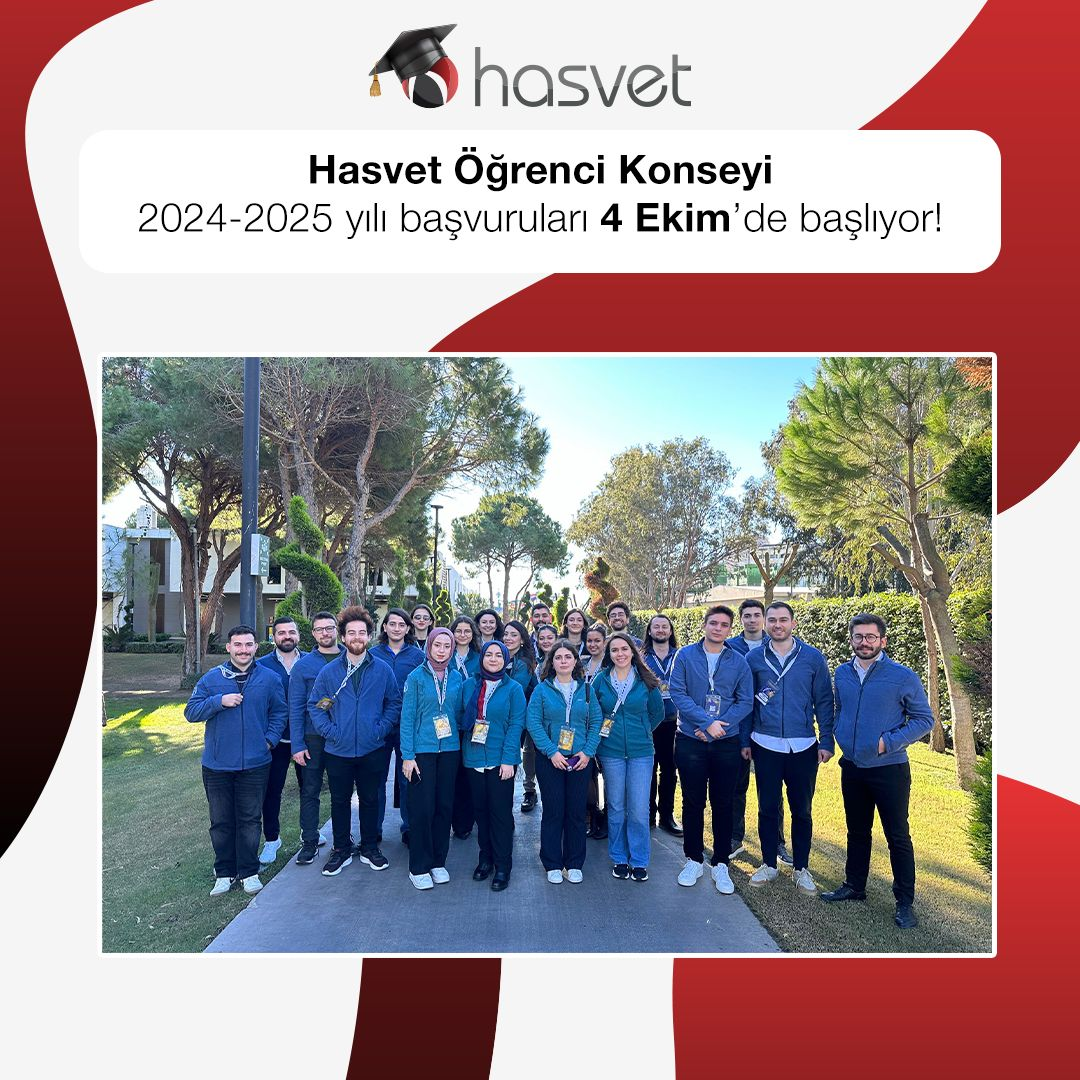 hasvet
Hasvet Öğrenci Konseyi
2024-2025 yılı başvuruları 4 Ekim’de başlıyor!